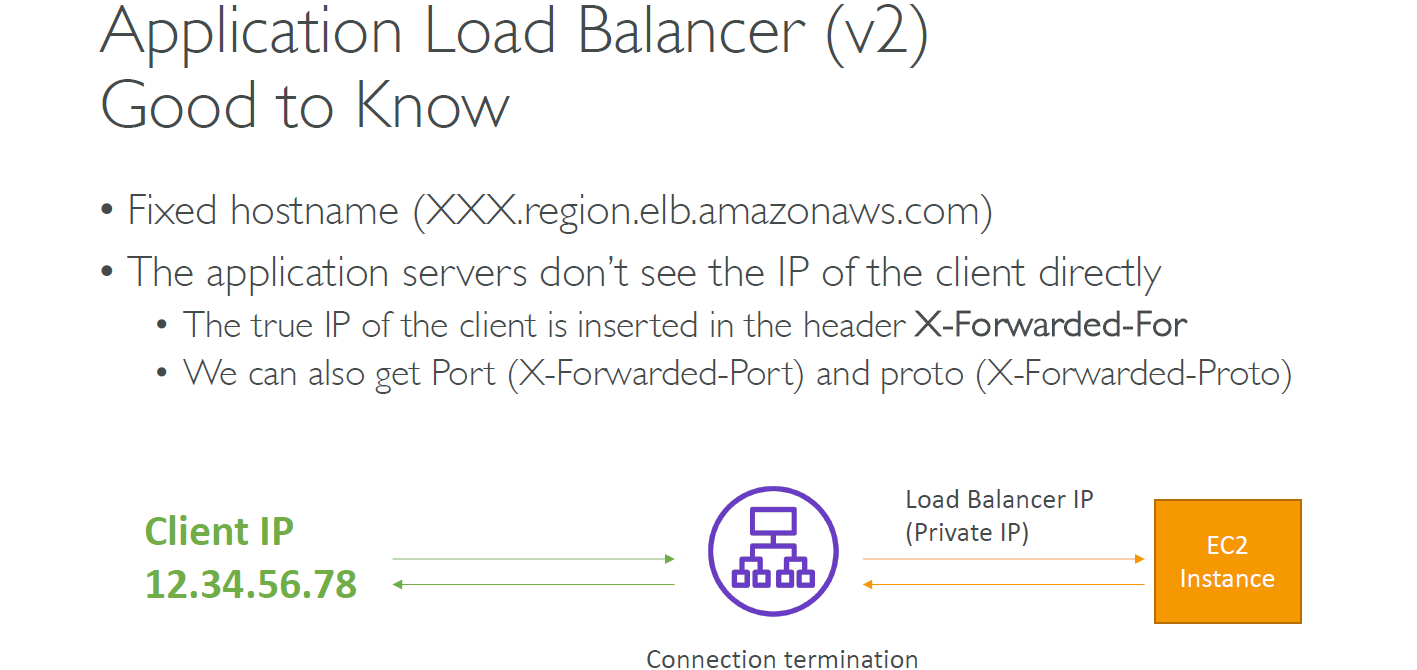 Application Load Balancer (v2)
Good to Know
• Fixed hostname (XXX.region.elb.amazonaws.com)
• The application servers don’t see the IP of the client directly
• The true IP of the client is inserted in the header X-Forwarded-For
• We can also get Port (X-Forwarded-Port) and proto (X-Forwarded-Proto)
Client IP
12.34.56.78
Load Balancer IP
(Private IP)
EC2
Instance
Connection termination